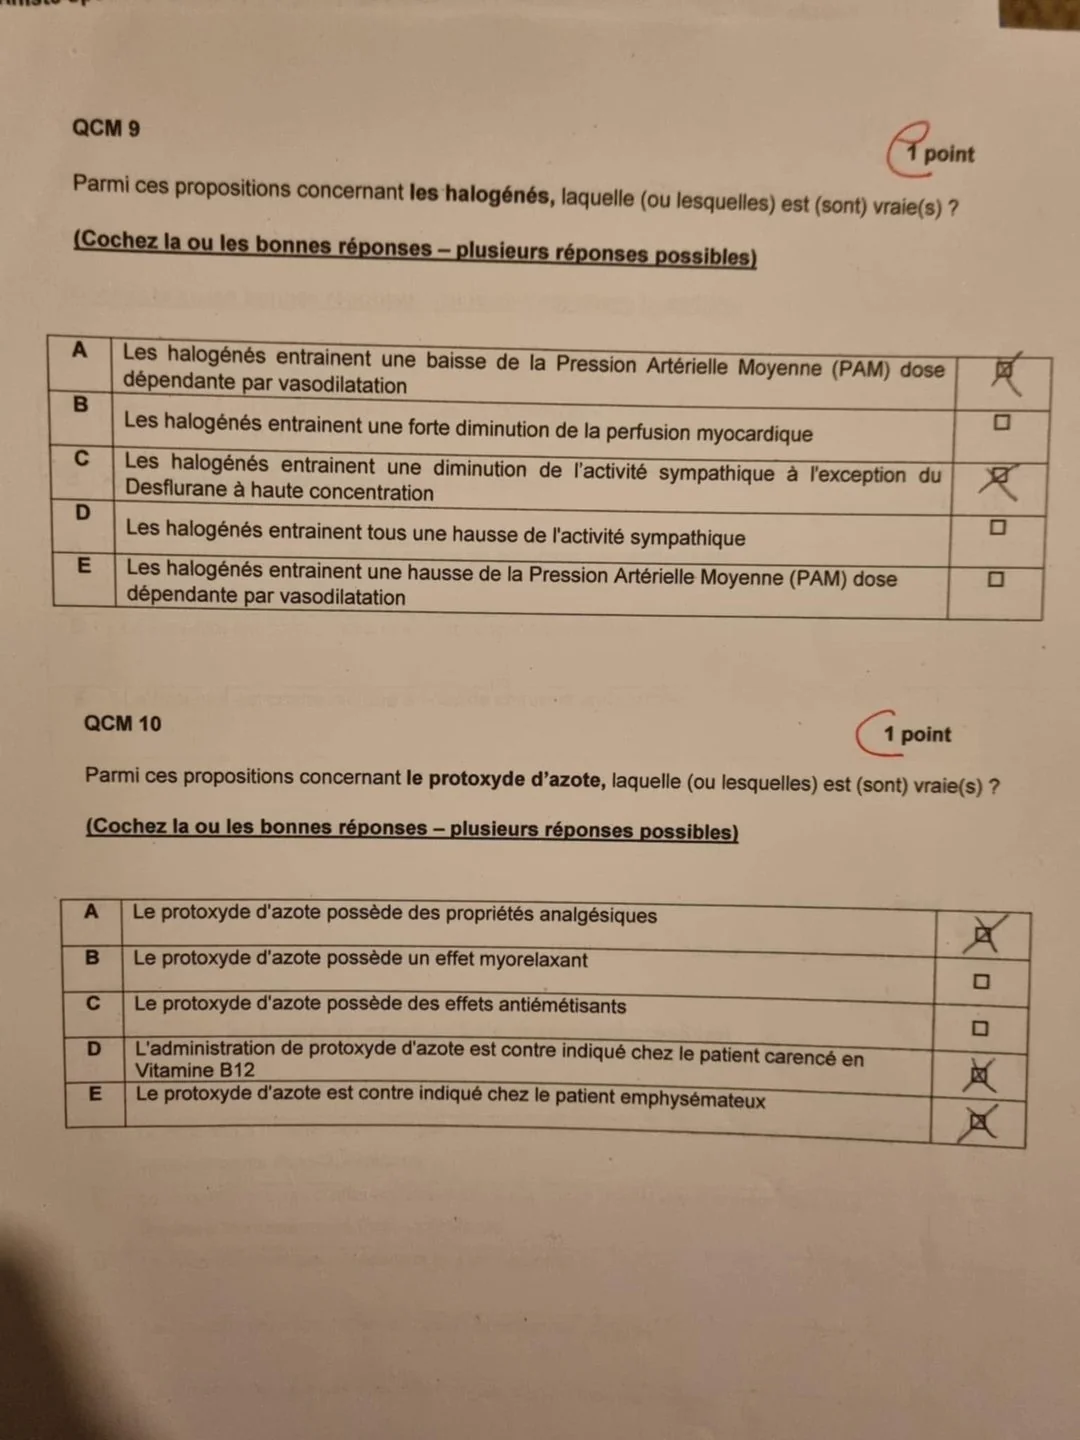 QCM 9
1 point
Parmi ces propositions concernant les halogénés, laquelle (ou lesquelles) est (sont) vraie(s) ?
(Cochez la ou les bonnes réponses – plusieurs réponses possibles)
A Les halogénés entrainent une baisse de la Pression Artérielle Moyenne (PAM) dose
dépendante par vasodilatation
B Les halogénés entrainent une forte diminution de la perfusion myocardique
C Les halogénés entrainent une diminution de l'activité sympathique à l'exception du
Desflurane à haute concentration
D Les halogénés entrainent tous une hausse de l'activité sympathique
E Les halogénés entrainent une hausse de la Pression Artérielle Moyenne (PAM) dose
dépendante par vasodilatation
QCM 10
1 point
Parmi ces propositions concernant le protoxyde d'azote, laquelle (ou lesquelles) est (sont) vraie(s) ?
(Cochez la ou les bonnes réponses – plusieurs réponses possibles)
A Le protoxyde d'azote possède des propriétés analgésiques
B Le protoxyde d'azote possède un effet myorelaxant
C Le protoxyde d'azote possède des effets antiémétisants
D L'administration de protoxyde d'azote est contre indiqué chez le patient carencé en
Vitamine B12
E Le protoxyde d'azote est contre indiqué chez le patient emphysémateux